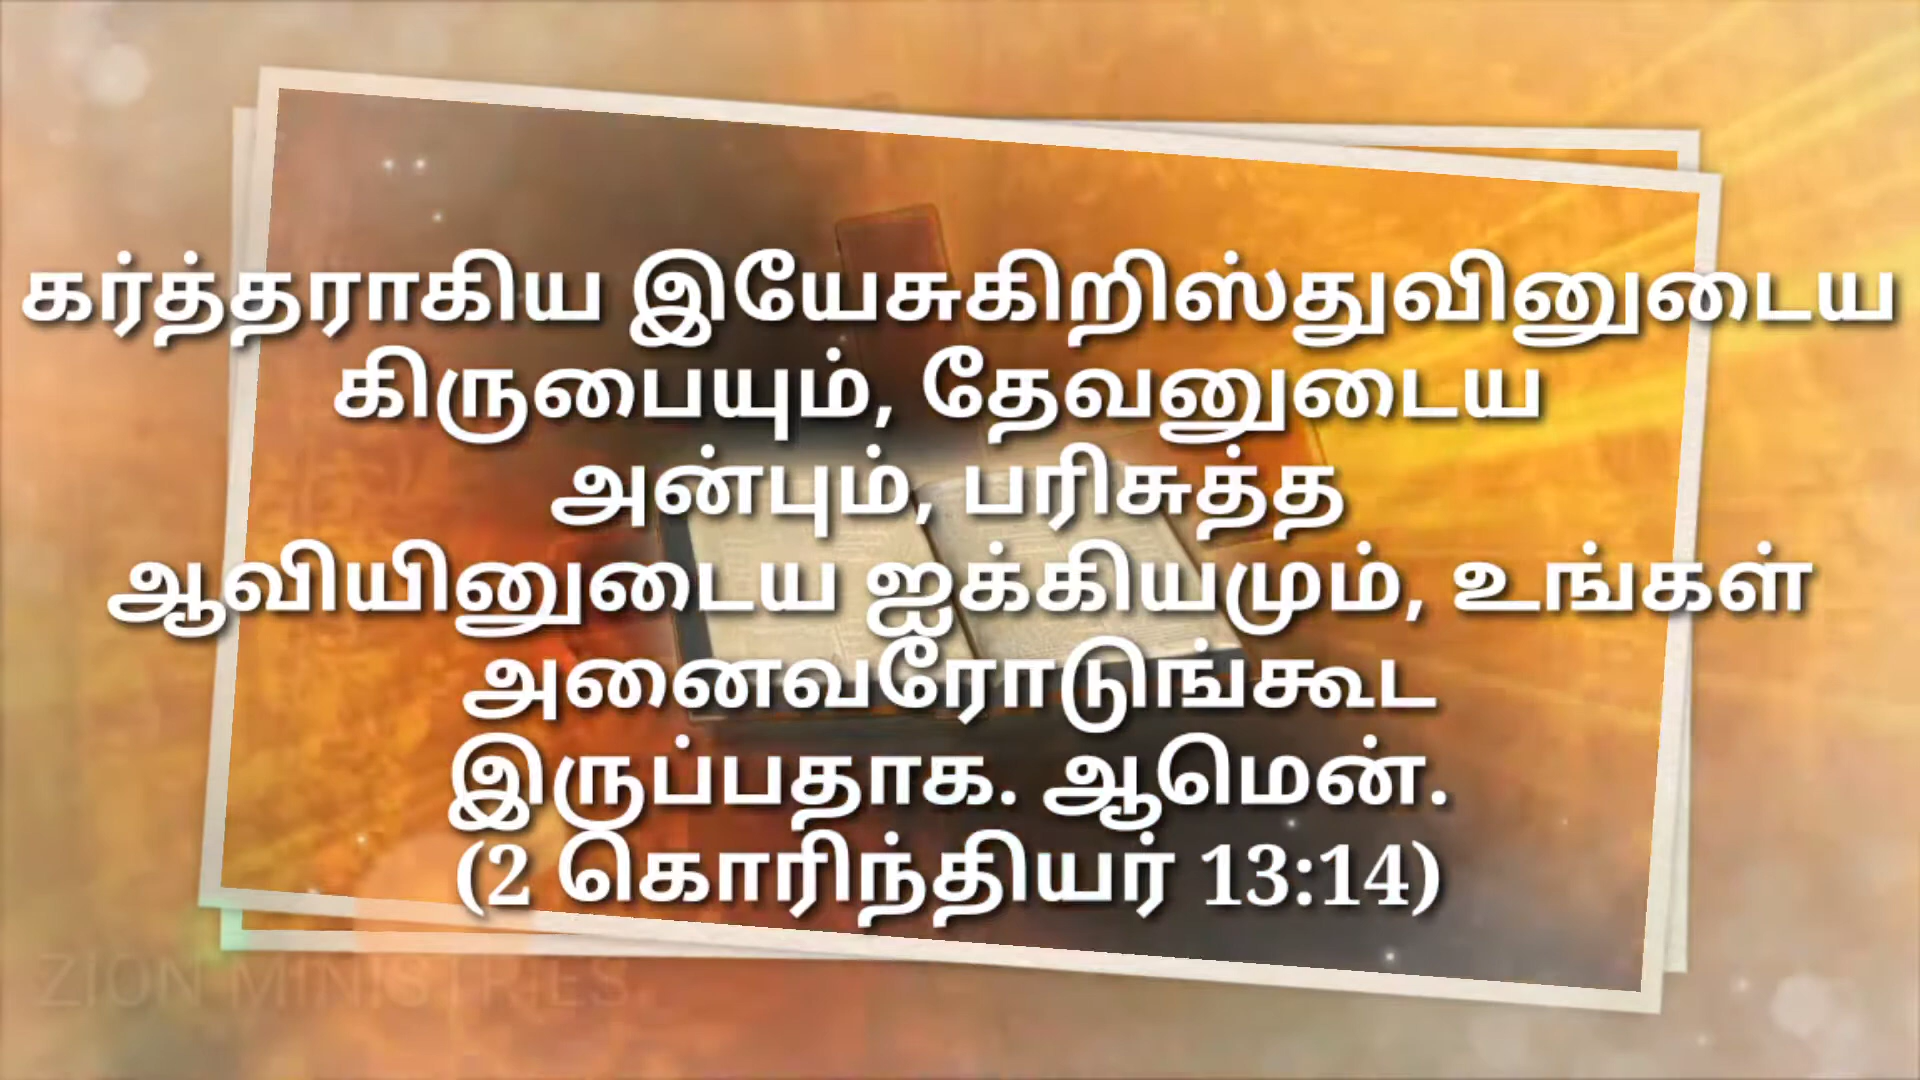 கர்த்தராகிய இயேசுகிறிஸ்துவினுடைய
கிருபையும், தேவனுடைய
அன்பும், பரிசுத்த
ஆவியினுடைய ஐக்கியமும், உங்கள்
அனைவரோடுங்கூட
இருப்பதாக. ஆமென்.
(2 கொரிந்தியர் 13:14)
ZION MINISTRIES